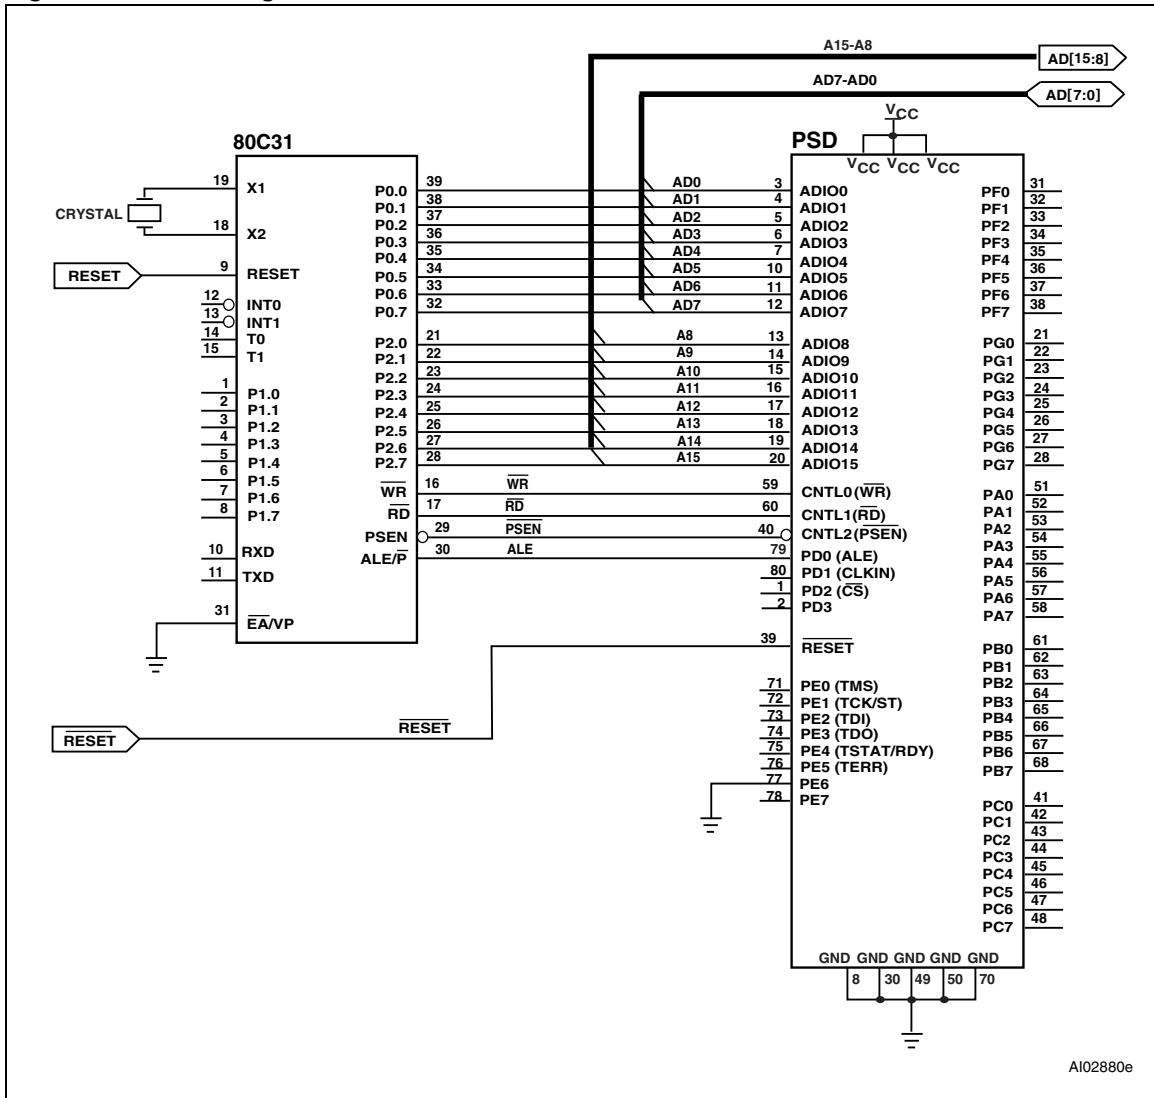 A15-A8
AD[15:8]
AD7-AD0
AD[7:0]
VCC
80C31
PSD
VCC VCC VCC
CRYSTAL
19 X1
18 X2
RESET
9 RESET
12 INT0
13 INT1
14 T0
15 T1
1 P1.0
2 P1.1
3 P1.2
4 P1.3
5 P1.4
6 P1.5
7 P1.6
8 P1.7
10 RXD
11 TXD
31 EA/VP
P0.0 39 AD0 3 ADIO0
P0.1 38 AD1 4 ADIO1
P0.2 37 AD2 5 ADIO2
P0.3 36 AD3 6 ADIO3
P0.4 35 AD4 7 ADIO4
P0.5 34 AD5 10 ADIO5
P0.6 33 AD6 11 ADIO6
P0.7 32 AD7 12 ADIO7
P2.0 21 A8 13 ADIO8
P2.1 22 A9 14 ADIO9
P2.2 23 A10 15 ADIO10
P2.3 24 A11 16 ADIO11
P2.4 25 A12 17 ADIO12
P2.5 26 A13 18 ADIO13
P2.6 27 A14 19 ADIO14
P2.7 28 A15 20 ADIO15
WR 16 WR 59 CNTL0(WR)
RD 17 RD 60 CNTL1(RD)
PSEN 29 PSEN 40 CNTL2(PSEN)
ALE/P 30 ALE 79 PD0 (ALE)
80 PD1 (CLKIN)
1 PD2 (CS)
2 PD3
39 RESET
RESET
RESET
71 PE0 (TMS)
72 PE1 (TCK/ST)
73 PE2 (TDI)
74 PE3 (TDO)
75 PE4 (TSTAT/RDY)
76 PE5 (TERR)
77 PE6
78 PE7
PF0 31
PF1 32
PF2 33
PF3 34
PF4 35
PF5 36
PF6 37
PF7 38
PG0 21
PG1 22
PG2 23
PG3 24
PG4 25
PG5 26
PG6 27
PG7 28
PA0 51
PA1 52
PA2 53
PA3 54
PA4 55
PA5 56
PA6 57
PA7 58
PB0 61
PB1 62
PB2 63
PB3 64
PB4 65
PB5 66
PB6 67
PB7 68
PC0 41
PC1 42
PC2 43
PC3 44
PC4 45
PC5 46
PC6 47
PC7 48
GND GND GND GND GND
8 30 49 50 70
AI02880e